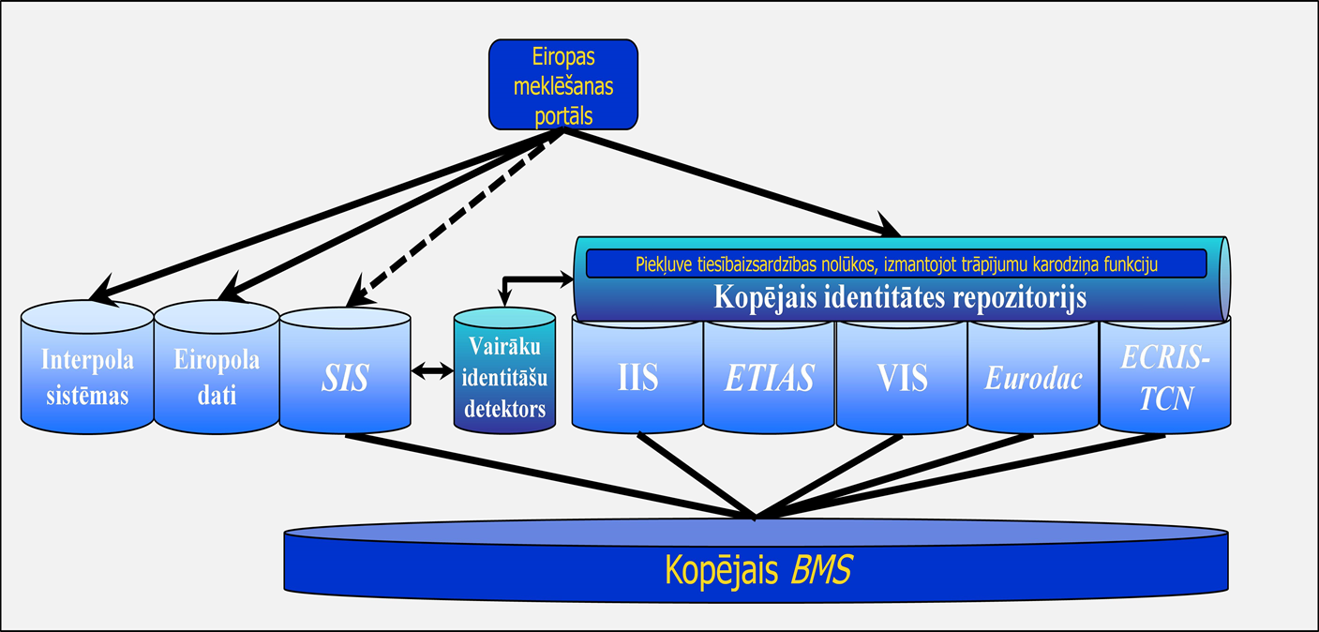 Eiropas
meklēšanas
portāls
Piekļuve tiesībaizsardzības nolūkos, izmantojot trāpījumu karodziņa funkciju
Kopējais identitātes repozitorijs
Interpola
sistēmas
Eiropola
dati
SIS
Vairāku
identitāšu
detektors
IIS
ETIAS
VIS
Eurodac
ECRIS-
TCN
Kopējais BMS